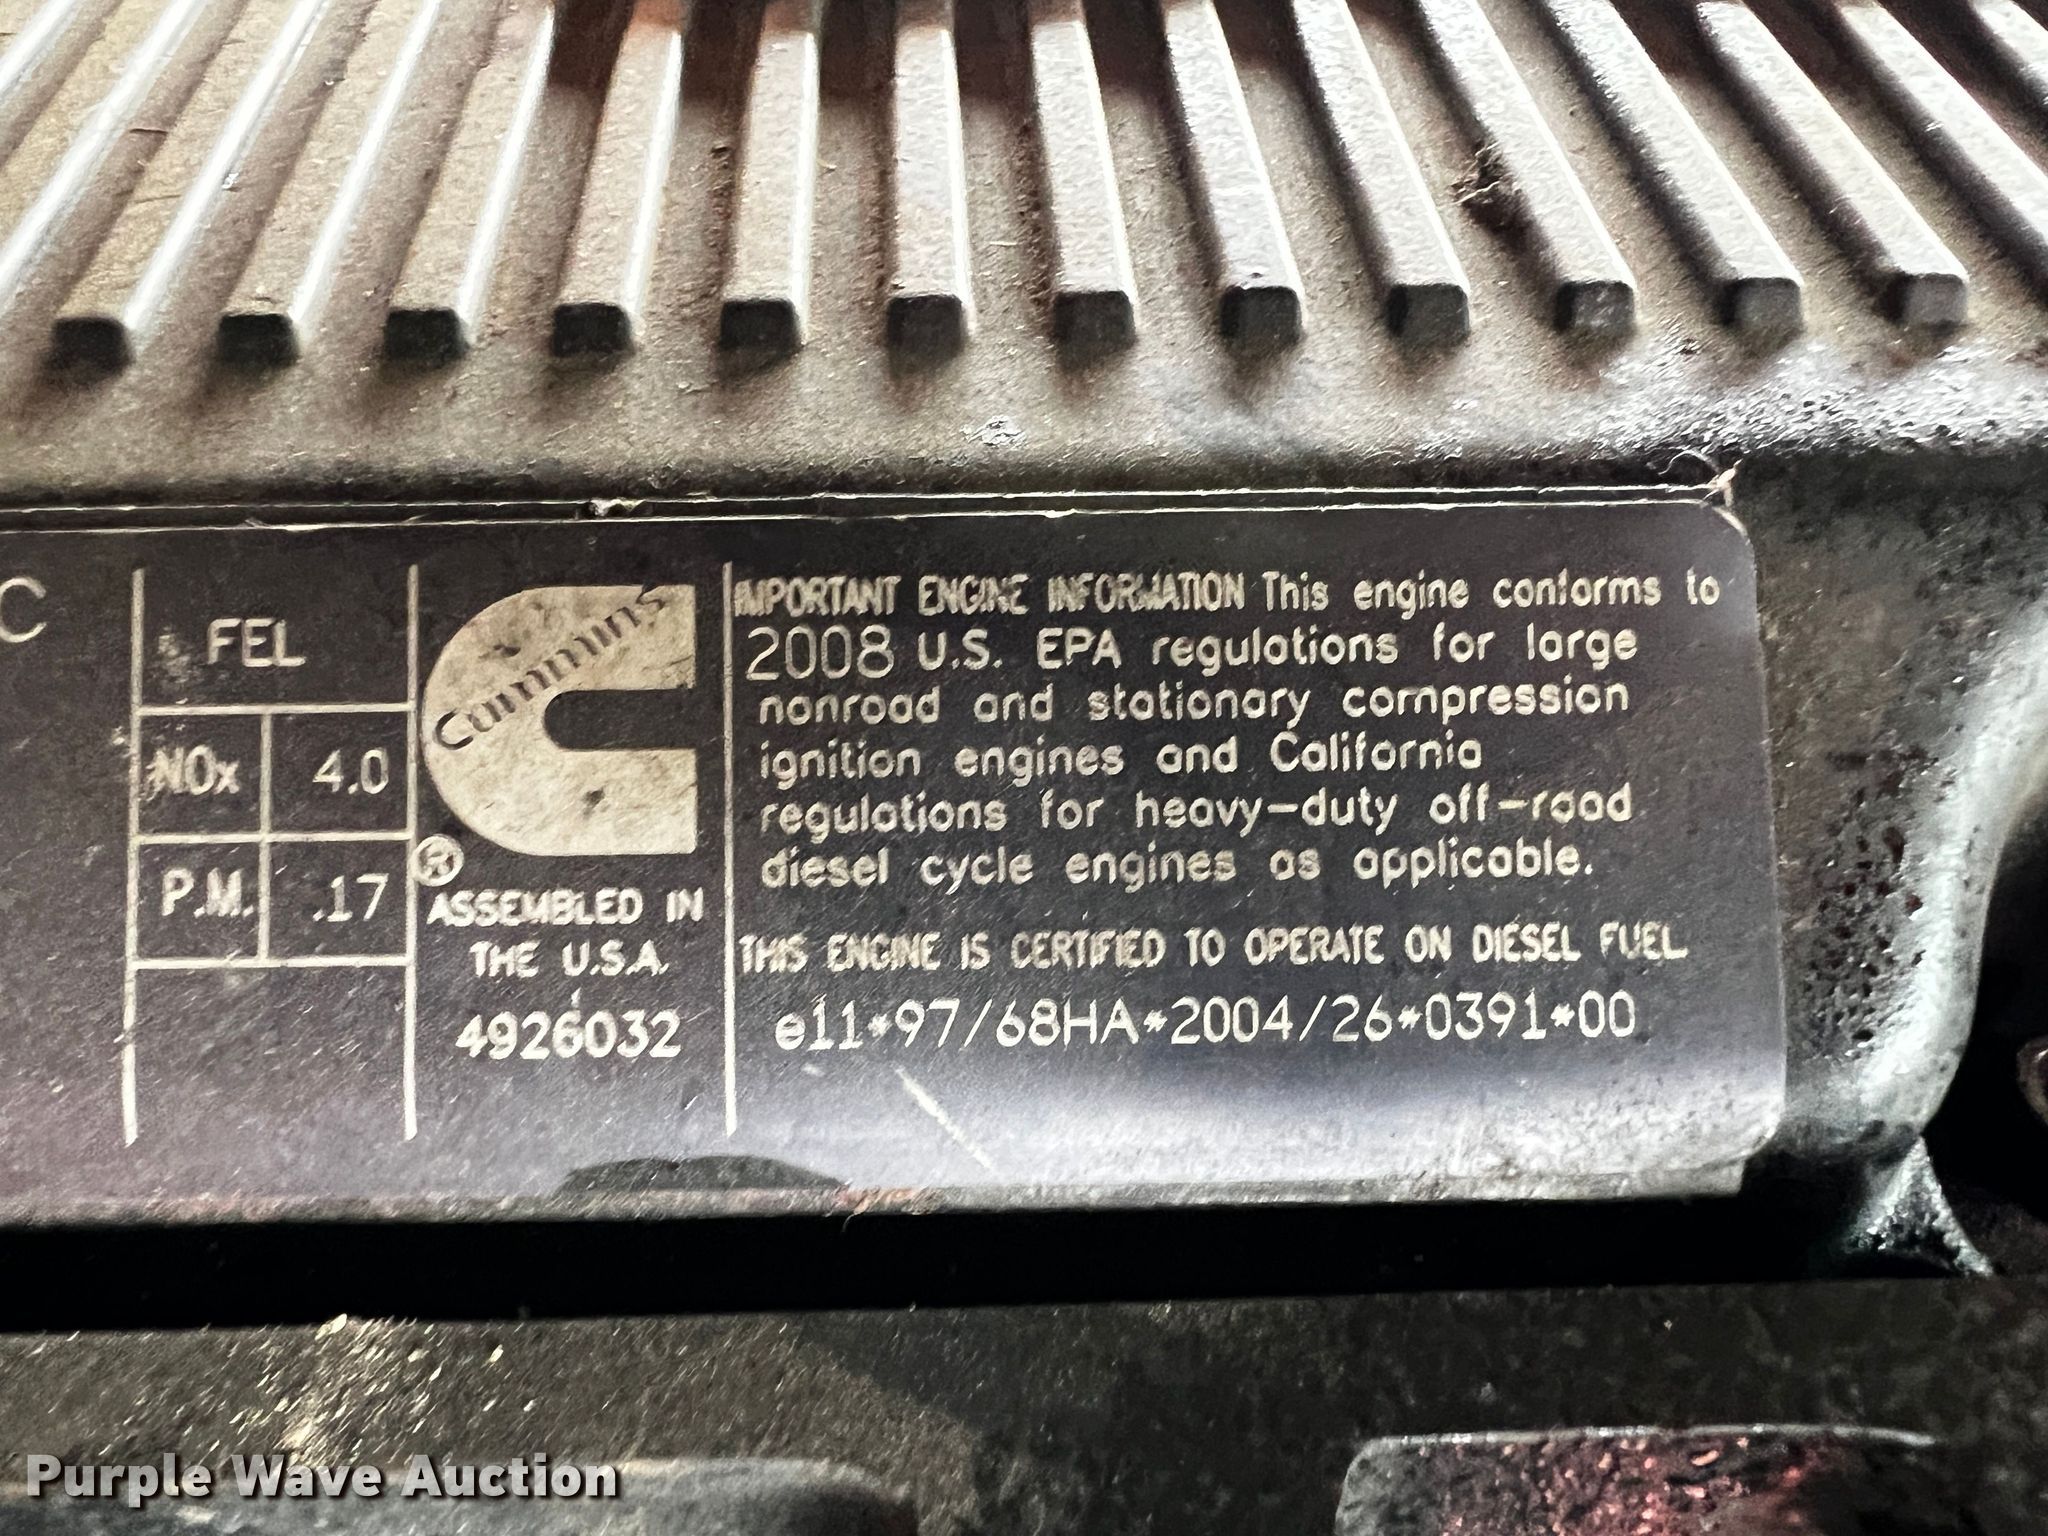 C
FEL
NOx 4.0
P.M. .17
Cummins
®
ASSEMBLED IN
THE U.S.A.
4926032
IMPORTANT ENGINE INFORMATION This engine conforms to
2008 U.S. EPA regulations for large
nonroad and stationary compression
ignition engines and California
regulations for heavy-duty off-road
diesel cycle engines as applicable.
THIS ENGINE IS CERTIFIED TO OPERATE ON DIESEL FUEL
e11*97/68HA*2004/26*0391*00
Purple Wave Auction